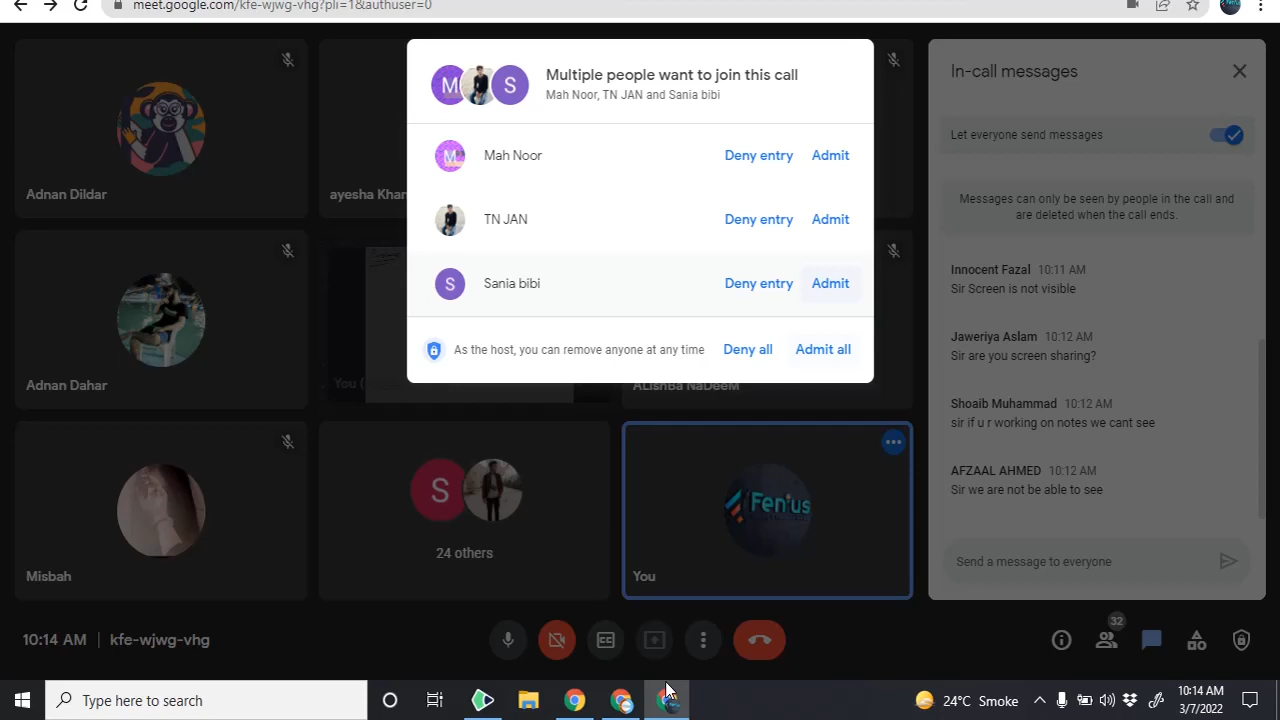 meet.google.com/kfe-wjwg-vhg?pli=1&authuser=0
M
S
Multiple people want to join this call
Mah Noor, TN JAN and Sania bibi
M
Mah Noor
Deny entry
Admit
TN JAN
Deny entry
Admit
S
Sania bibi
Deny entry
Admit
As the host, you can remove anyone at any time
Deny all
Admit all
Adnan Dildar
ayesha Khan
Adnan Dahar
You (
ALIshBa NaDeeM
Misbah
S
24 others
Fenius
You
In-call messages
Let everyone send messages
Messages can only be seen by people in the call and
are deleted when the call ends.
Innocent Fazal 10:11 AM
Sir Screen is not visible
Jaweriya Aslam 10:12 AM
Sir are you screen sharing?
Shoaib Muhammad 10:12 AM
sir if u r working on notes we cant see
AFZAAL AHMED 10:12 AM
Sir we are not be able to see
Send a message to everyone
10:14 AM | kfe-wjwg-vhg
32
Type here to search
24°C Smoke
10:14 AM
3/7/2022